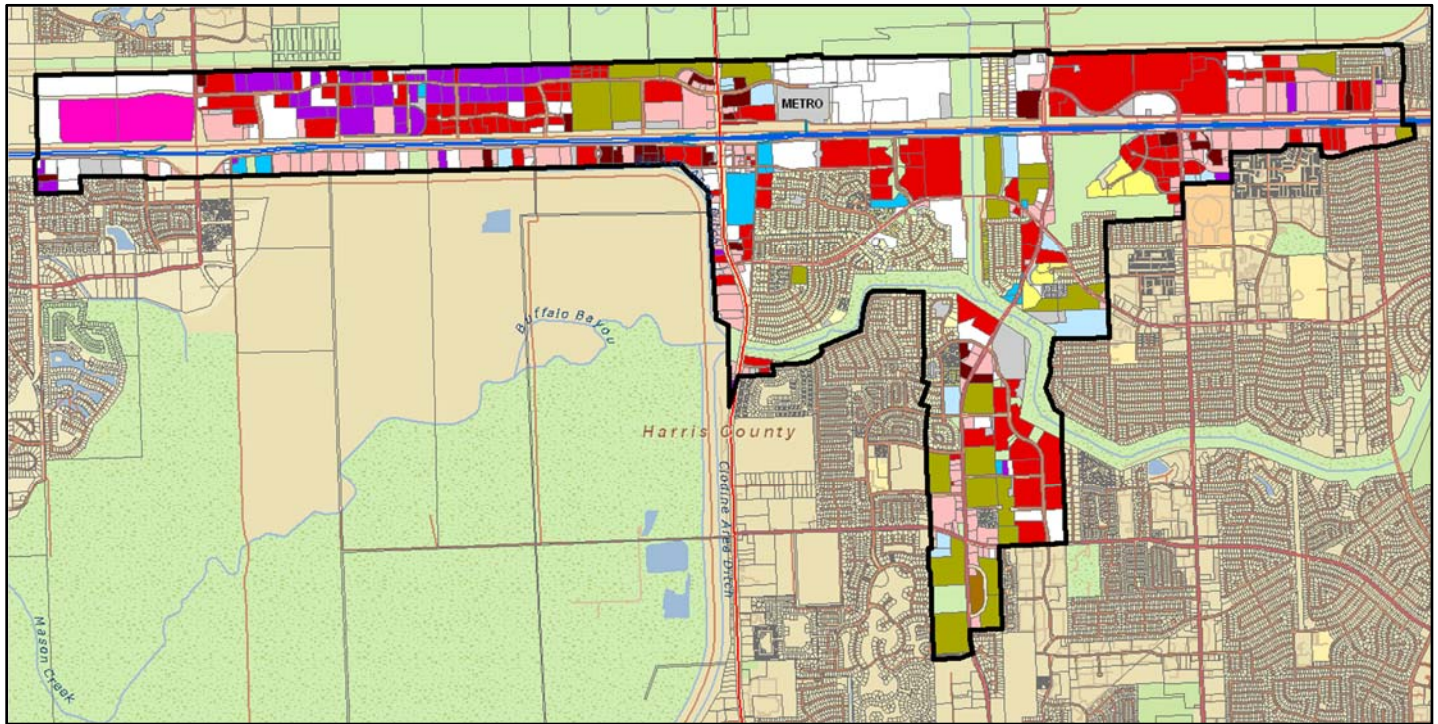 METRO
Buffalo Bayou
Harris County
Clodine Area Ditch
Mason Creek